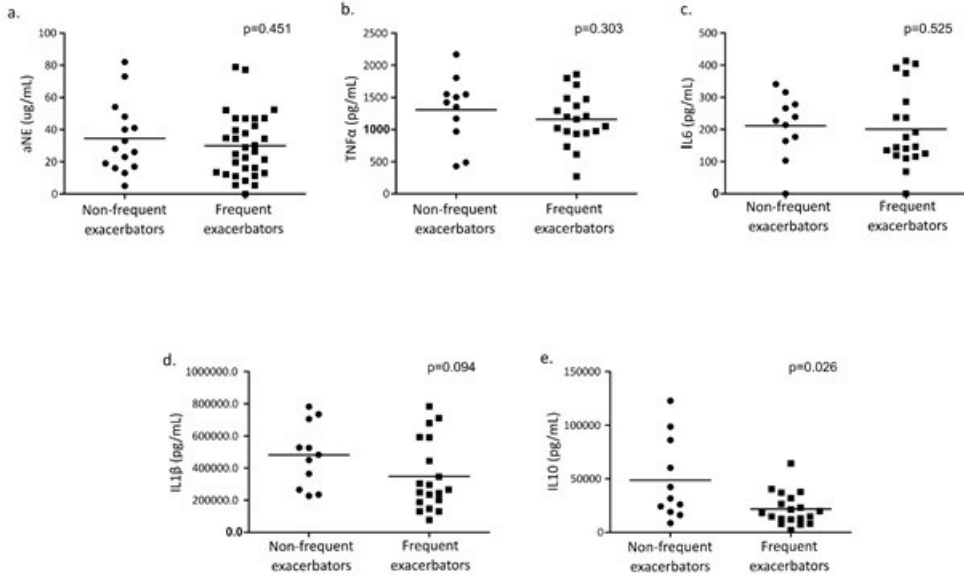 a.
p=0.451
aNE (ug/mL)
100
80
60
40
20
0
Non-frequent
exacerbators
Frequent
exacerbators
b.
p=0.303
TNFα (pg/mL)
2500
2000
1500
1000
500
0
Non-frequent
exacerbators
Frequent
exacerbators
c.
p=0.525
IL6 (pg/mL)
500
400
300
200
100
0
Non-frequent
exacerbators
Frequent
exacerbators
d.
p=0.094
IL1β (pg/mL)
1000000.0
800000.0
600000.0
400000.0
200000.0
0.0
Non-frequent
exacerbators
Frequent
exacerbators
e.
p=0.026
IL10 (pg/mL)
150000
100000
50000
0
Non-frequent
exacerbators
Frequent
exacerbators